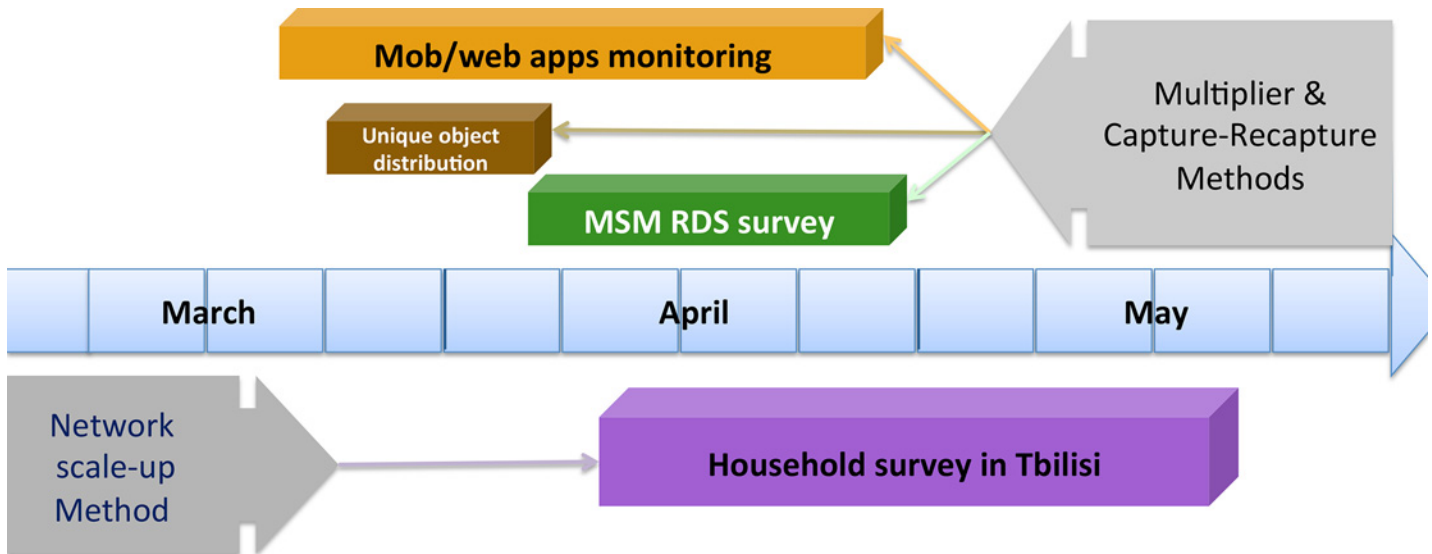 Mob/web apps monitoring
Unique object
distribution
MSM RDS survey
Multiplier &
Capture-Recapture
Methods
March
April
May
Network
scale-up
Method
Household survey in Tbilisi